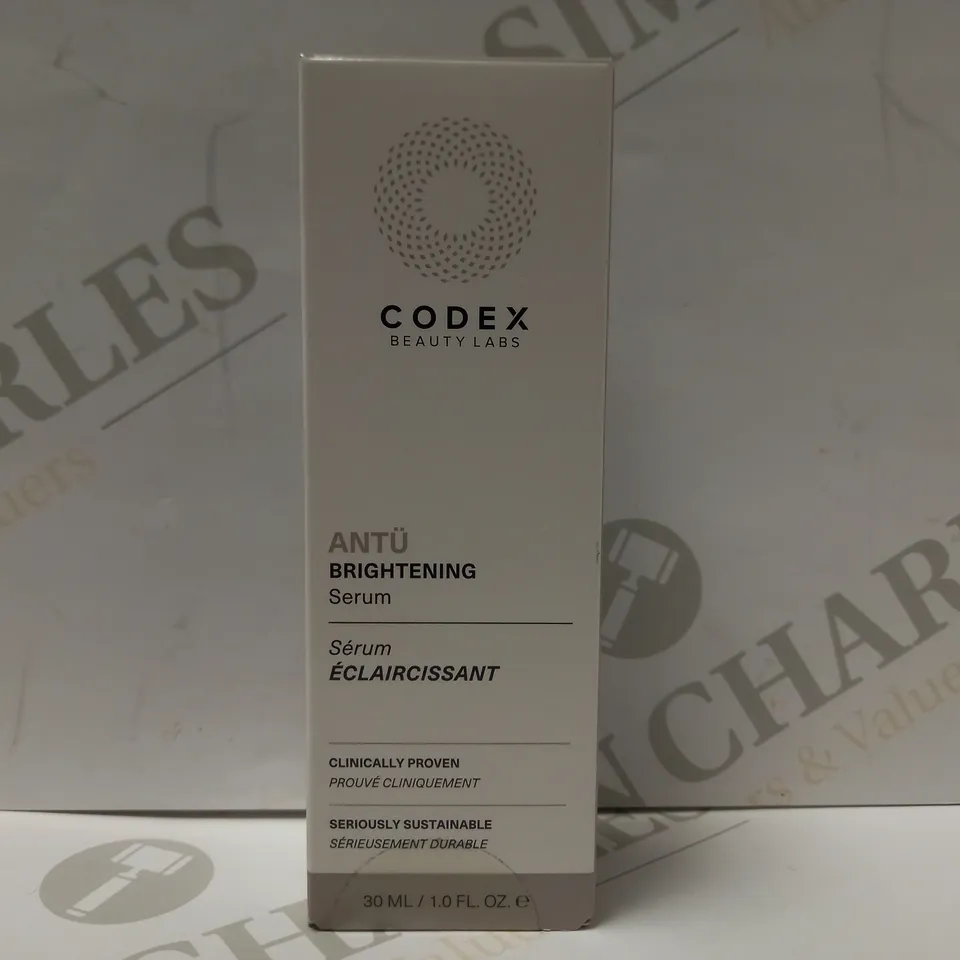 CODEX
BEAUTY LABS
ANTÜ
BRIGHTENING
Serum
Sérum
ÉCLAIRCISSANT
CLINICALLY PROVEN
PROUVÉ CLINIQUEMENT
SERIOUSLY SUSTAINABLE
SÉRIEUSEMENT DURABLE
30 ML / 1.0 FL. OZ. ℮